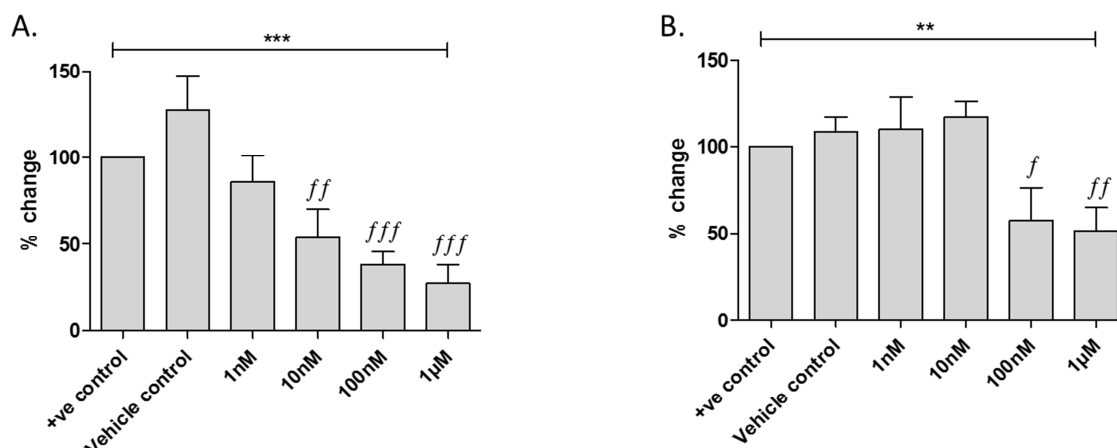 A.
***
150
100
50
0
% change
ff
fff
fff
+ve control
Vehicle control
1nM
10nM
100nM
1µM
B.
**
150
100
50
0
% change
f
ff
+ve control
Vehicle control
1nM
10nM
100nM
1µM